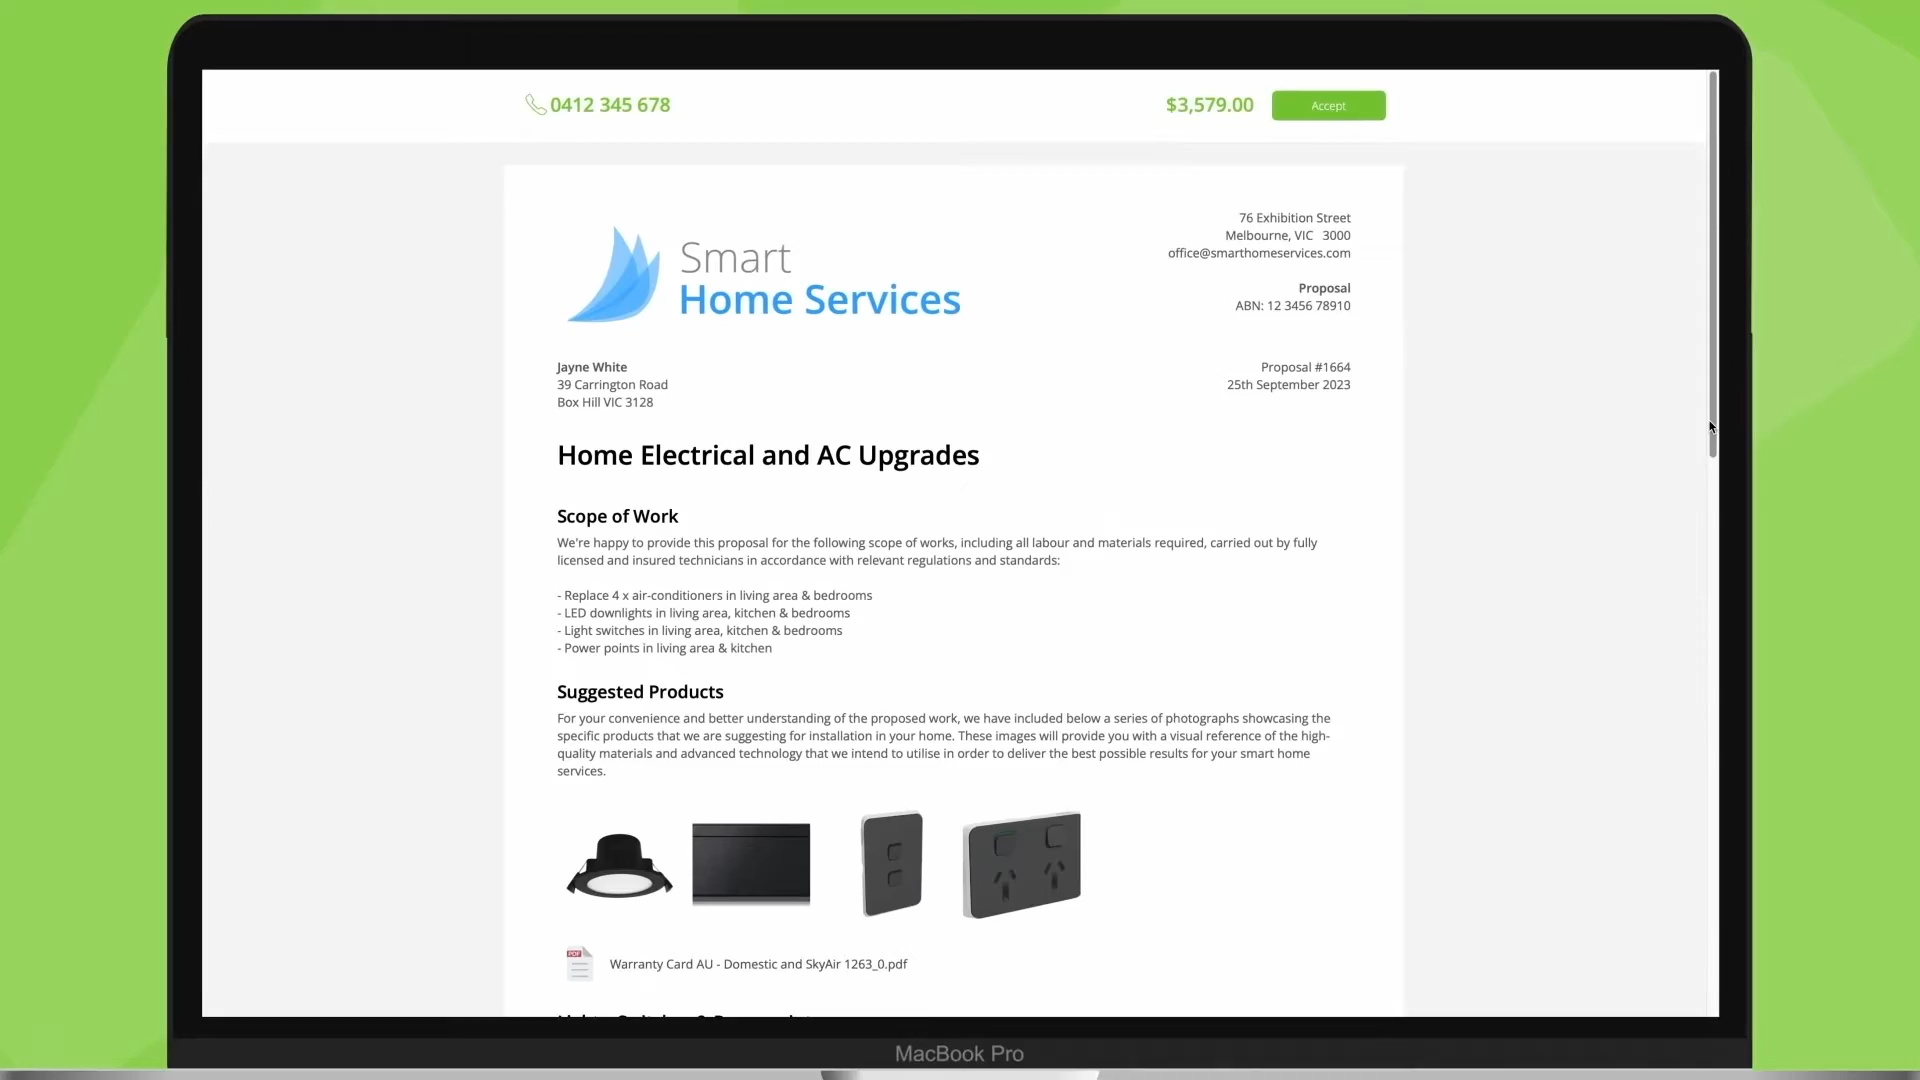 0412 345 678
$3,579.00
Accept
76 Exhibition Street
Melbourne, VIC 3000
office@smarthomeservices.com
Proposal
ABN: 12 3456 78910
Smart
Home Services
Jayne White
39 Carrington Road
Box Hill VIC 3128
Proposal #1664
25th September 2023
Home Electrical and AC Upgrades
Scope of Work
We're happy to provide this proposal for the following scope of works, including all labour and materials required, carried out by fully
licensed and insured technicians in accordance with relevant regulations and standards:
- Replace 4 x air-conditioners in living area & bedrooms
- LED downlights in living area, kitchen & bedrooms
- Light switches in living area, kitchen & bedrooms
- Power points in living area & kitchen
Suggested Products
For your convenience and better understanding of the proposed work, we have included below a series of photographs showcasing the
specific products that we are suggesting for installation in your home. These images will provide you with a visual reference of the high-
quality materials and advanced technology that we intend to utilise in order to deliver the best possible results for your smart home
services.
PDF
Warranty Card AU - Domestic and SkyAir 1263_0.pdf
MacBook Pro